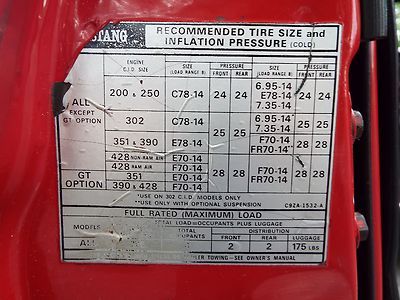 STANG RECOMMENDED TIRE SIZE and
INFLATION PRESSURE (COLD)
ENGINE SIZE PRESSURE SIZE PRESSURE
C.I.D. SIZE (LOAD RANGE B) FRONT REAR (LOAD RANGE B) FRONT REAR
ALL
EXCEPT
GT OPTION
200 & 250 C78-14 24 24 6.95-14 24 24
E78-14
7.35-14
302 C78-14 25 25 6.95-14 25 25
7.35-14
351 & 390 E78-14 F70-14 28 28
FR70-14
428 NON-RAM AIR E70-14
428 RAM AIR F70-14 28 28
GT
OPTION
351 E70-14 F70-14 28 28
390 & 428 F70-14 FR70-14
*USE ON 302 C.I.D. MODELS ONLY
**USE WITH OPTIONAL SUSPENSION C9ZA-1532-A
FULL RATED (MAXIMUM) LOAD
MODELS TOTAL LOAD=OCCUPANTS PLUS LUGGAGE
DISTRIBUTION
FRONT REAR LUGGAGE
2 2 175 LBS
TOWING—SEE OWNER'S MANUAL